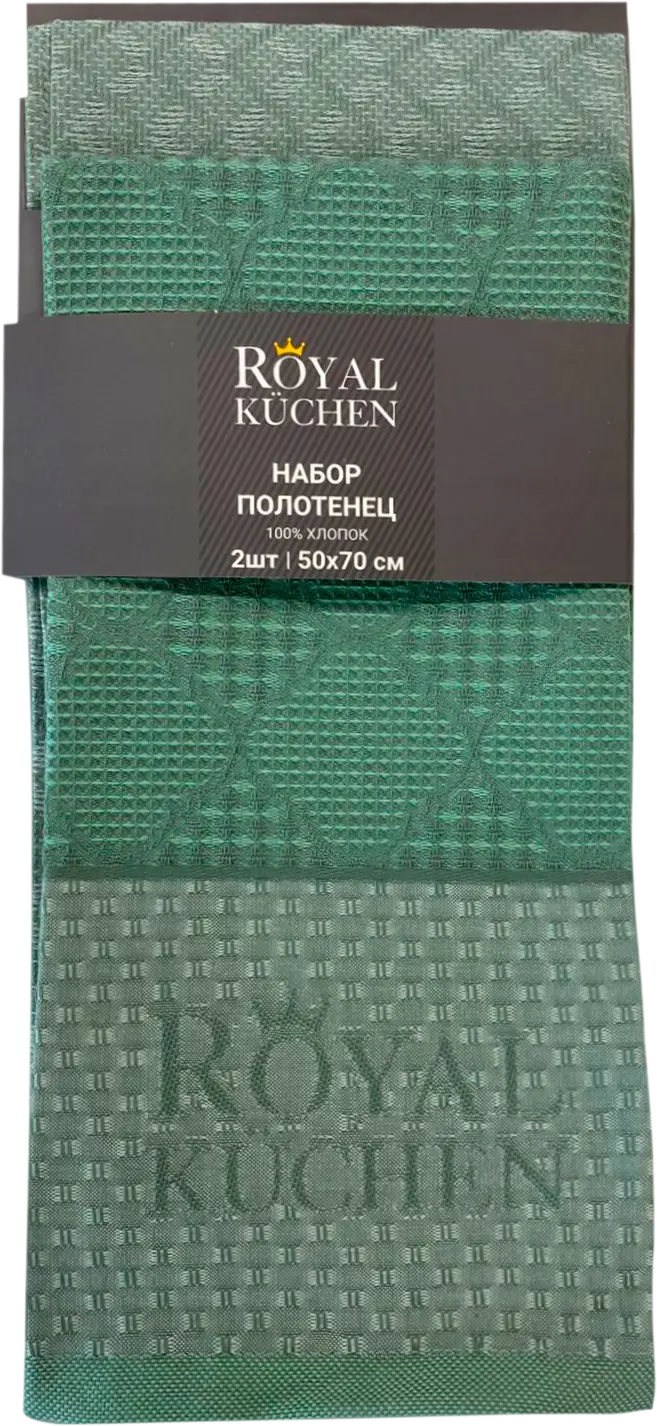 ROYAL
KÜCHEN
НАБОР
ПОЛОТЕНЕЦ
100% ХЛОПОК
2шт | 50х70 см
ROYAL
KÜCHEN